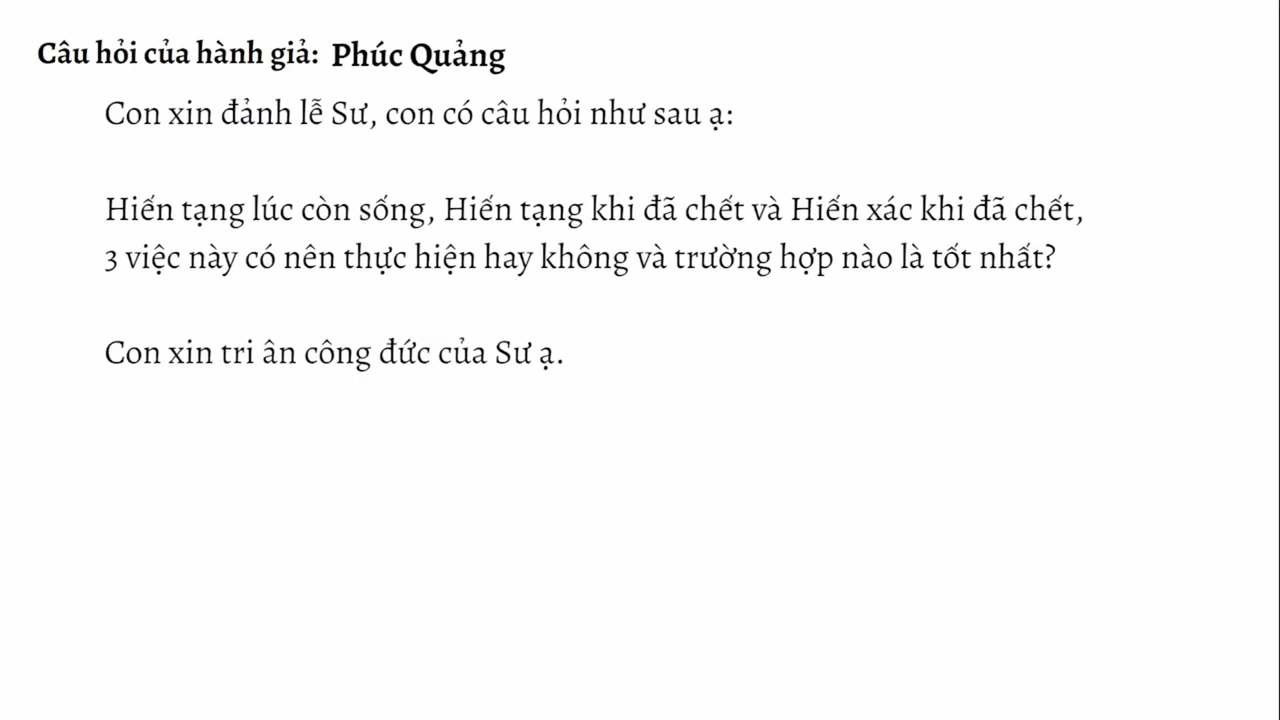 Câu hỏi của hành giả: Phúc Quảng
Con xin đảnh lễ Sư, con có câu hỏi như sau ạ:
Hiến tạng lúc còn sống, Hiến tạng khi đã chết và Hiến xác khi đã chết,
3 việc này có nên thực hiện hay không và trường hợp nào là tốt nhất?
Con xin tri ân công đức của Sư ạ.